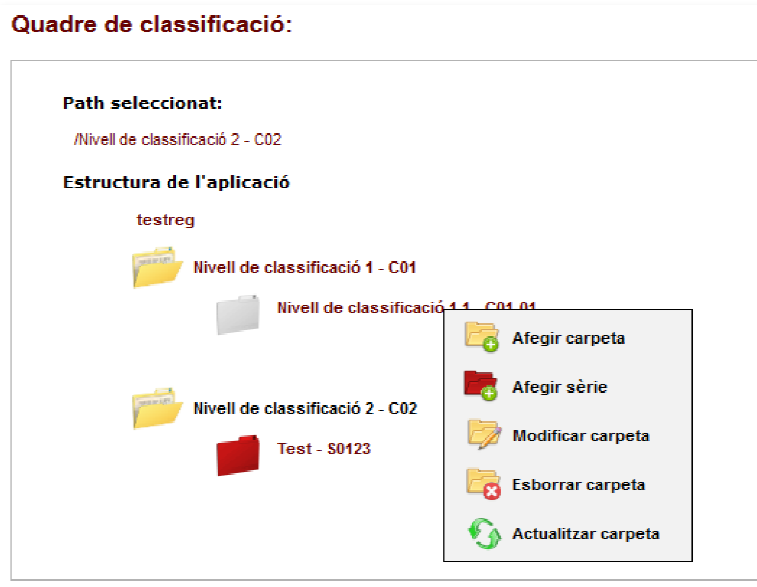 Quadre de classificació:
Path seleccionat:
/Nivell de classificació 2 - C02
Estructura de l'aplicació
testreg
Nivell de classificació 1 - C01
Nivell de classificació 1.1 - C01.01
Afegir carpeta
Afegir sèrie
Nivell de classificació 2 - C02
Modificar carpeta
Test - S0123
Esborrar carpeta
Actualitzar carpeta